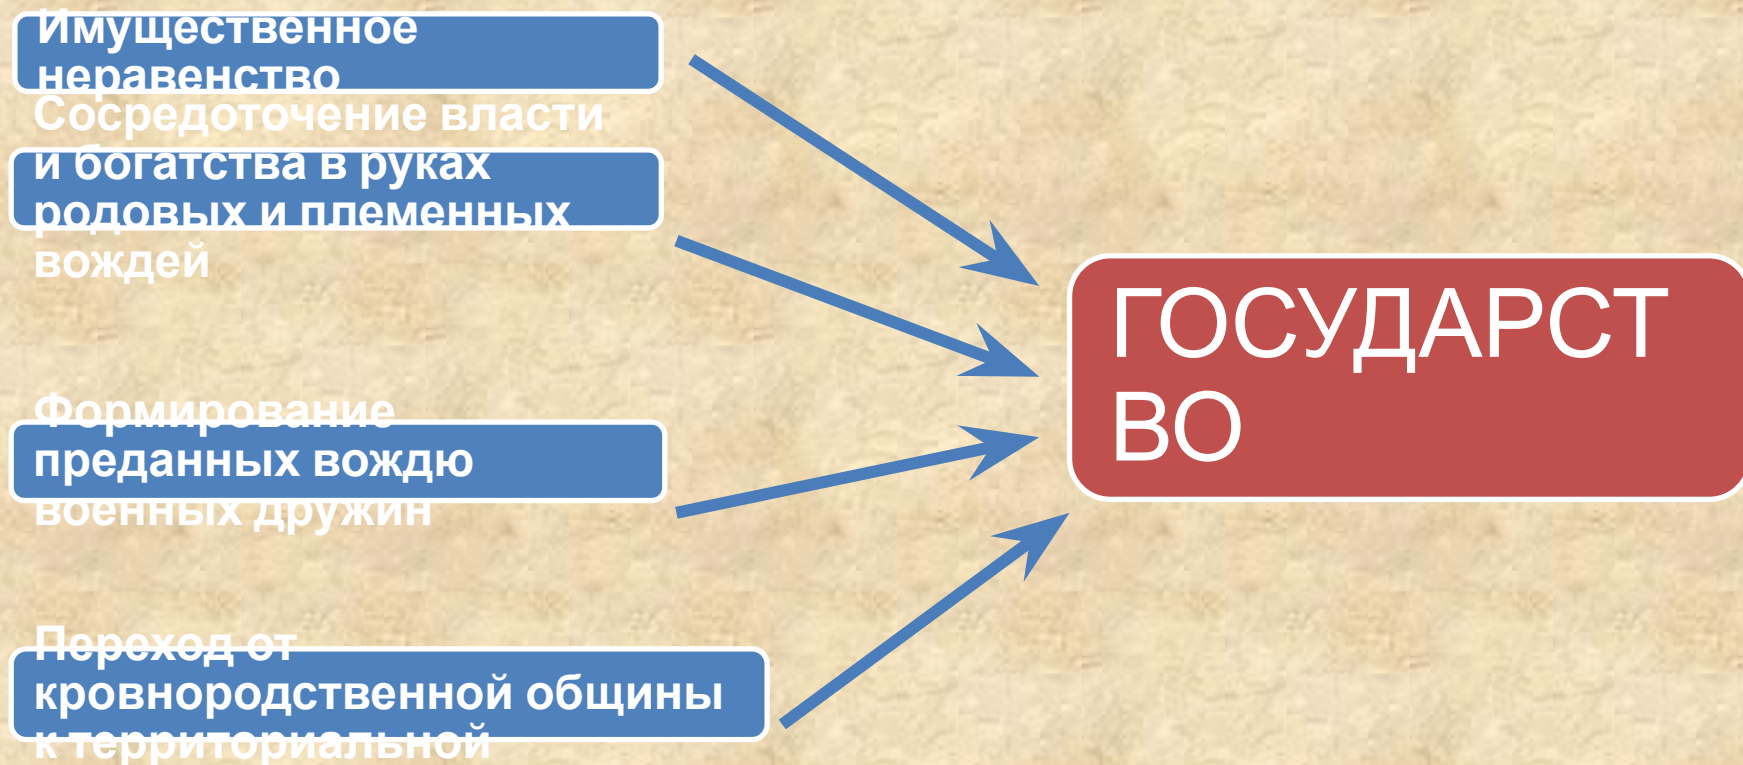 Имущественное
неравенство
Сосредоточение власти
и богатства в руках
родовых и племенных
вождей
Формирование
преданных вождю
военных дружин
Переход от
кровнородственной общины
к территориальной
ГОСУДАРСТ
ВО